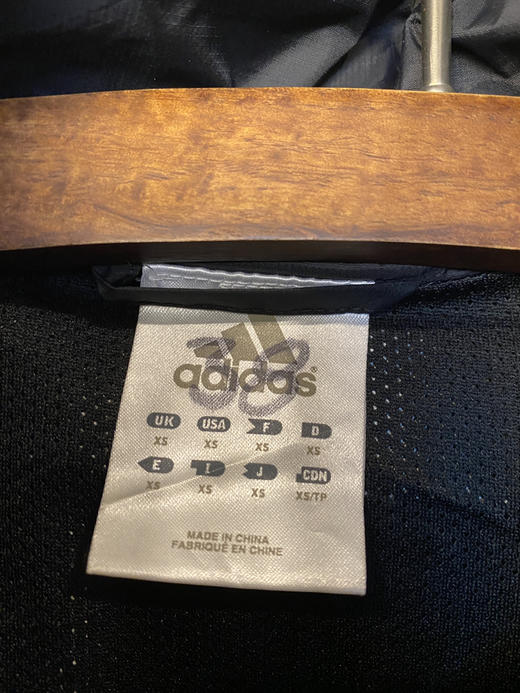 38
adidas®
UK USA F D
XS XS XS XS
E I J CDN
XS XS XS XS/TP
MADE IN CHINA
FABRIQUÉ EN CHINE